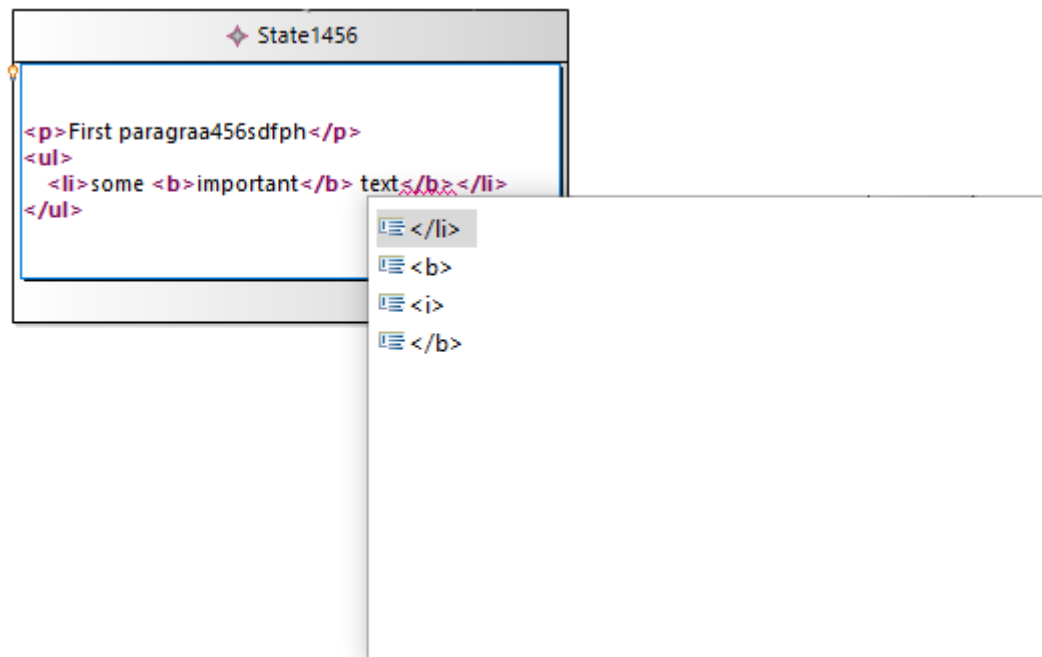 State1456
<p>First paragraa456sdfph</p>
<ul>
<li>some <b>important</b> text</b></li>
</ul>
</li>
<b>
<i>
</b>